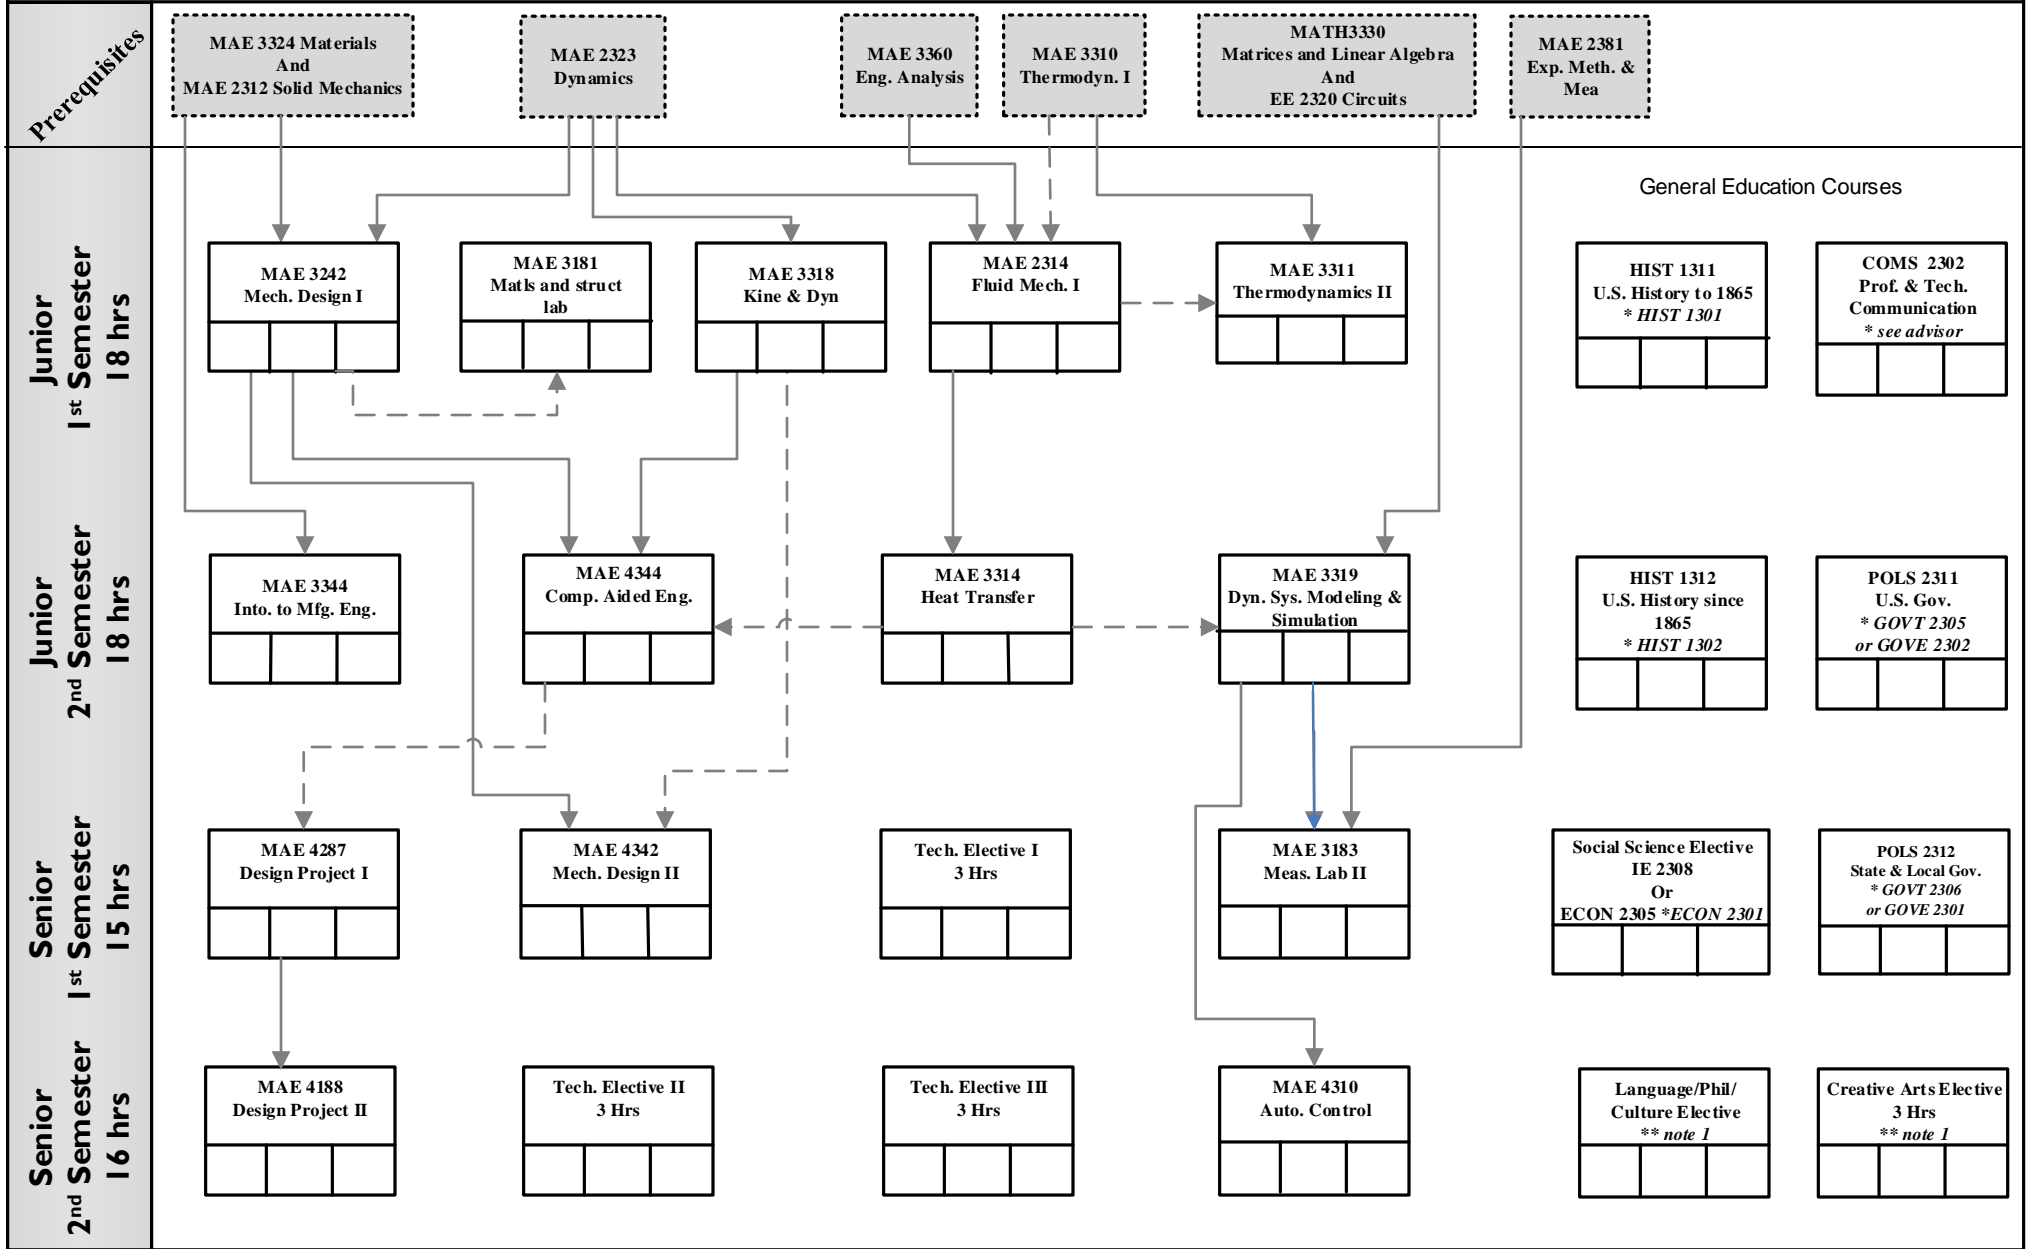 Prerequisites
MAE 3324 Materials
And
MAE 2312 Solid Mechanics
MAE 2323
Dynamics
MAE 3360
Eng. Analysis
MAE 3310
Thermodyn. I
MATH3330
Matrices and Linear Algebra
And
EE 2320 Circuits
MAE 2381
Exp. Meth. &
Mea
General Education Courses
Junior
1st Semester
18 hrs
MAE 3242
Mech. Design I
MAE 3181
Matls and struct
lab
MAE 3318
Kine & Dyn
MAE 2314
Fluid Mech. I
MAE 3311
Thermodynamics II
HIST 1311
U.S. History to 1865
* HIST 1301
COMS 2302
Prof. & Tech.
Communication
* see advisor
Junior
2nd Semester
18 hrs
MAE 3344
Into. to Mfg. Eng.
MAE 4344
Comp. Aided Eng.
MAE 3314
Heat Transfer
MAE 3319
Dyn. Sys. Modeling &
Simulation
HIST 1312
U.S. History since
1865
* HIST 1302
POLS 2311
U.S. Gov.
* GOVT 2305
or GOVE 2302
Senior
1st Semester
15 hrs
MAE 4287
Design Project I
MAE 4342
Mech. Design II
Tech. Elective I
3 Hrs
MAE 3183
Meas. Lab II
Social Science Elective
IE 2308
Or
ECON 2305 *ECON 2301
POLS 2312
State & Local Gov.
* GOVT 2306
or GOVE 2301
Senior
2nd Semester
16 hrs
MAE 4188
Design Project II
Tech. Elective II
3 Hrs
Tech. Elective III
3 Hrs
MAE 4310
Auto. Control
Language/Phil/
Culture Elective
** note 1
Creative Arts Elective
3 Hrs
** note 1